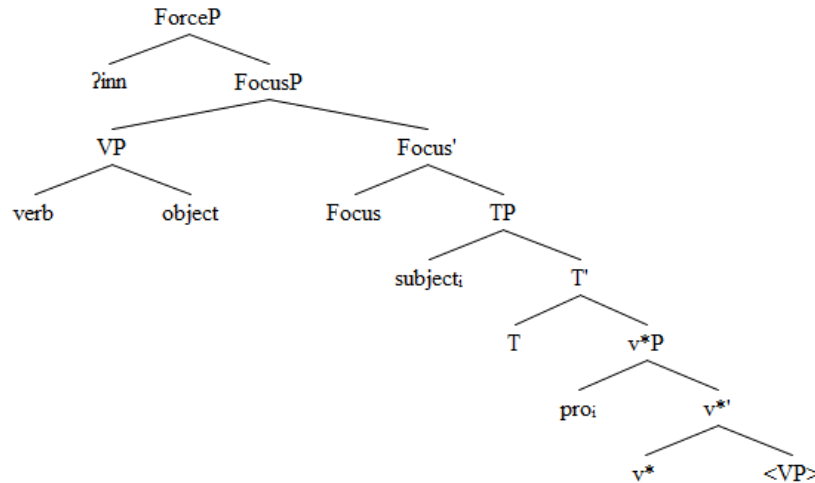 ForceP
ʔinn FocusP
VP Focus'
verb object Focus TP
subjectᵢ T'
T v*P
proᵢ v*'
v* <VP>